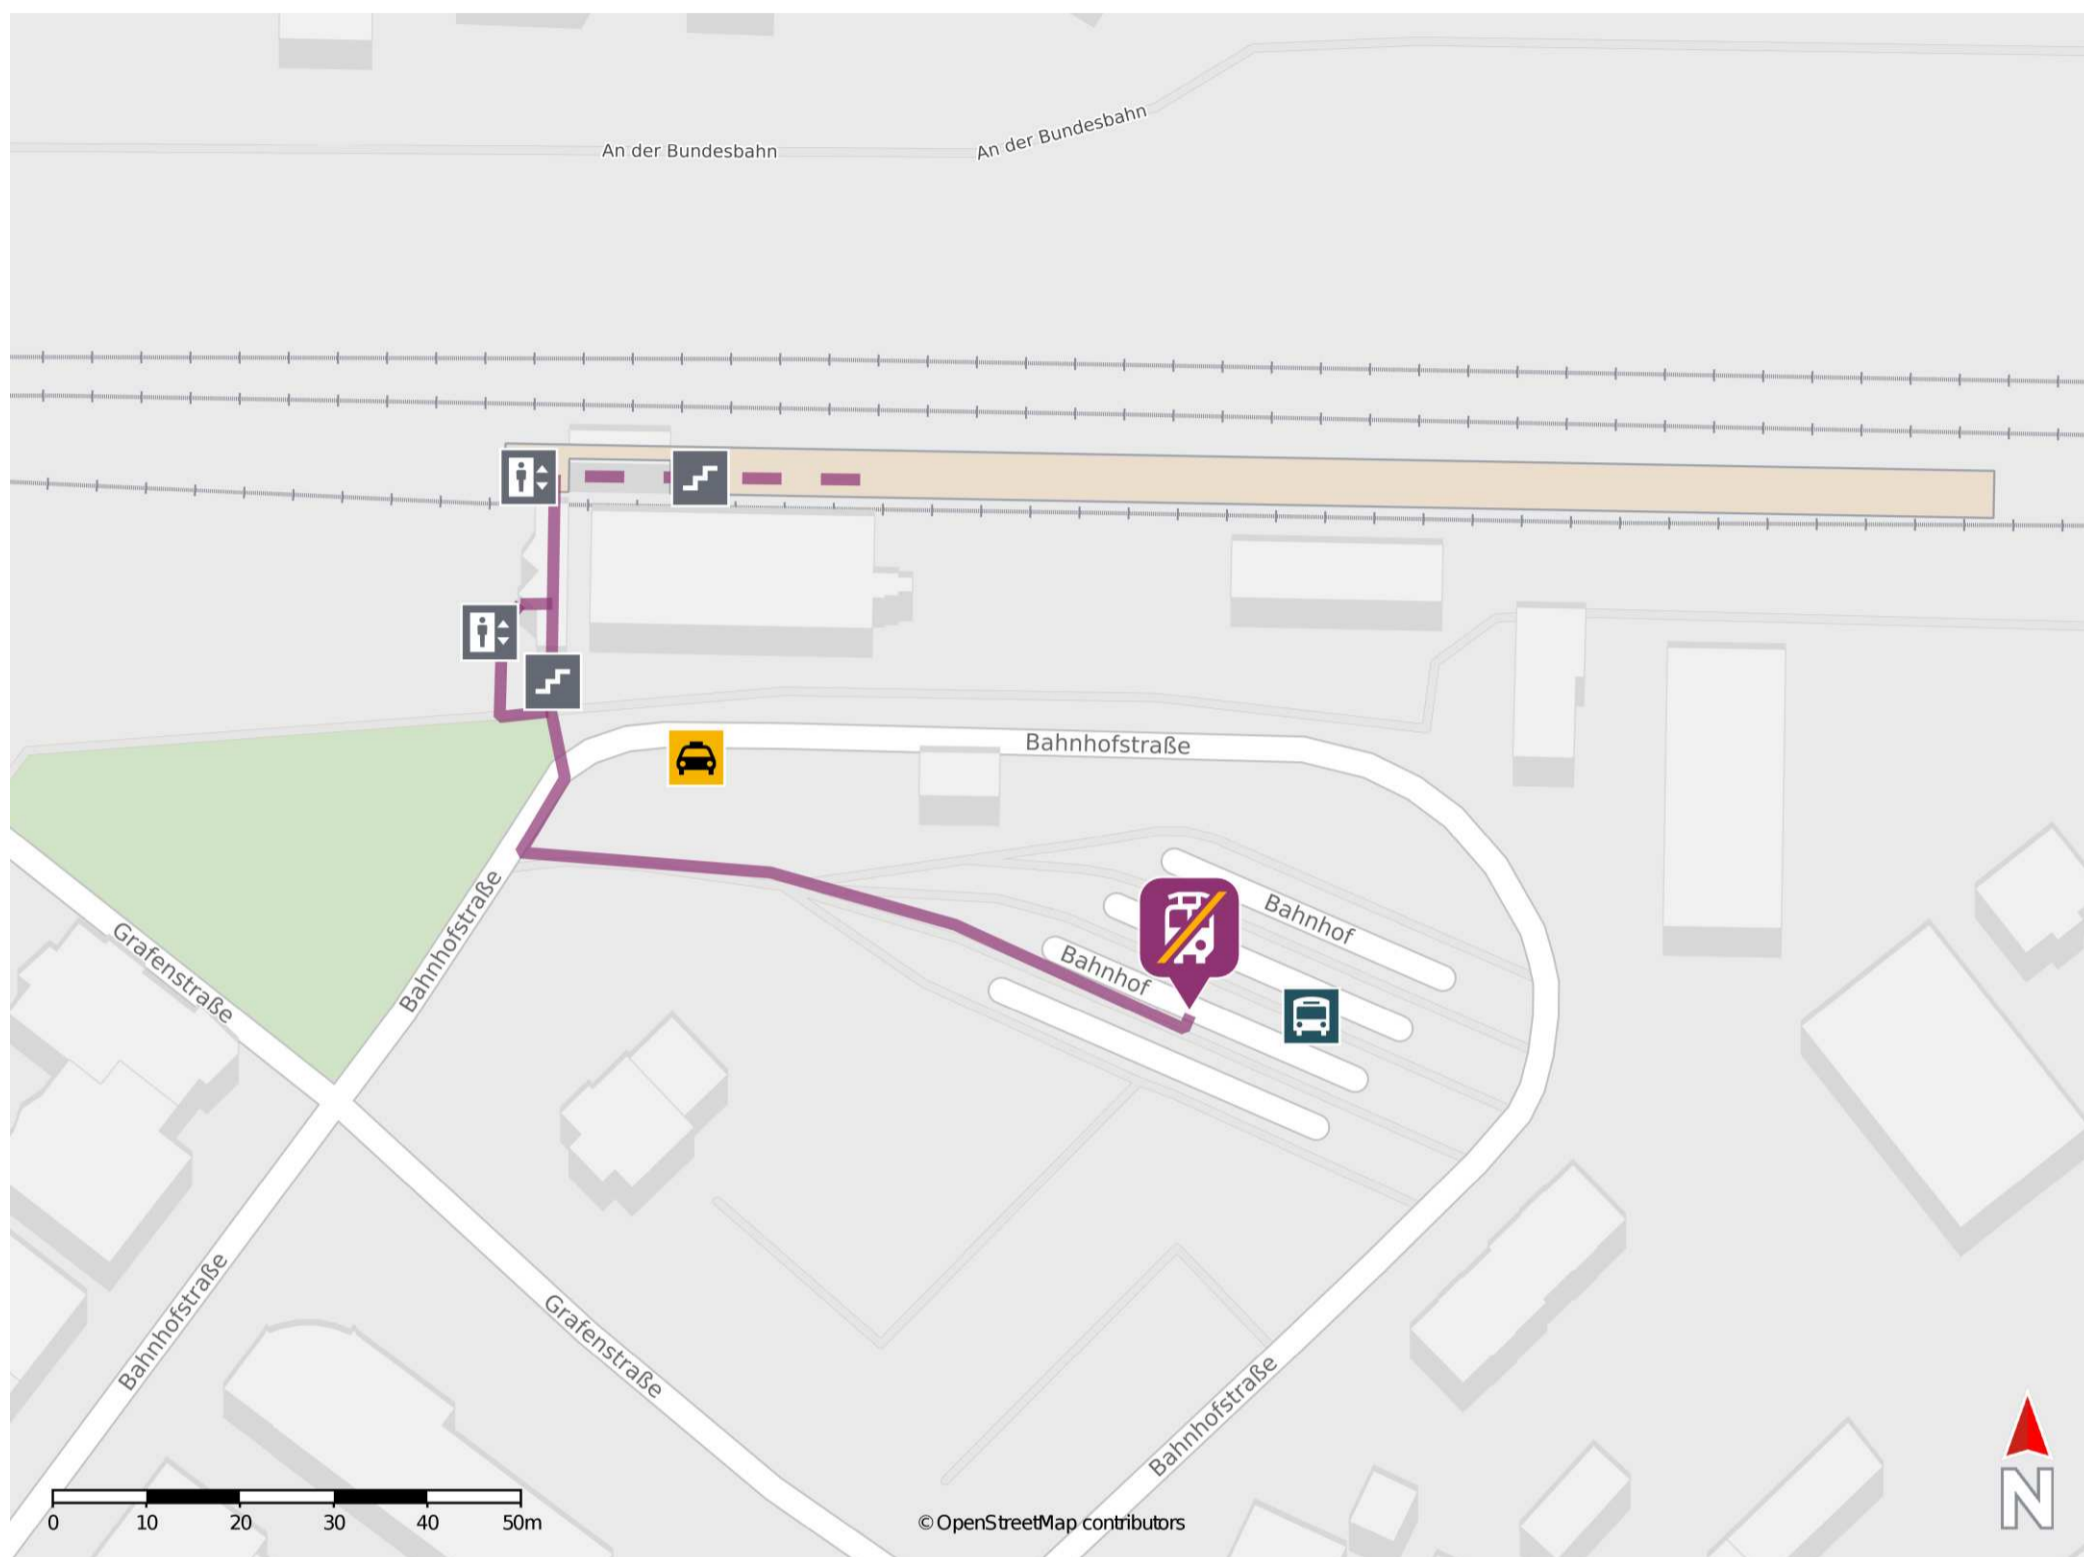 An der Bundesbahn
An der Bundesbahn
Bahnhofstraße
Bahnhof
Bahnhof
Grafenstraße
Bahnhofstraße
Bahnhofstraße
Grafenstraße
Bahnhofstraße
0 10 20 30 40 50m
© OpenStreetMap contributors
N